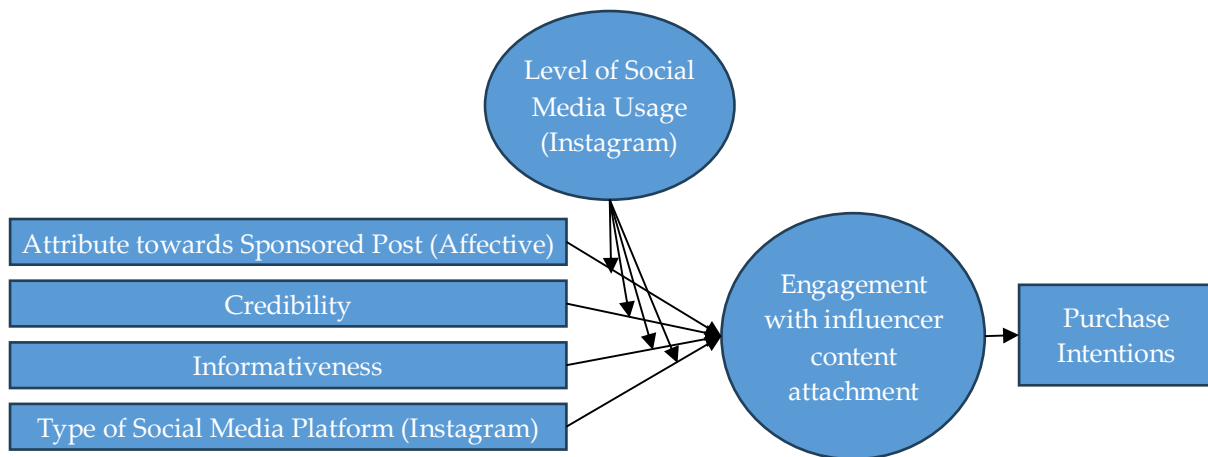 Level of Social
Media Usage
(Instagram)
Attribute towards Sponsored Post (Affective)
Credibility
Informativeness
Type of Social Media Platform (Instagram)
Engagement
with influencer
content
attachment
Purchase
Intentions